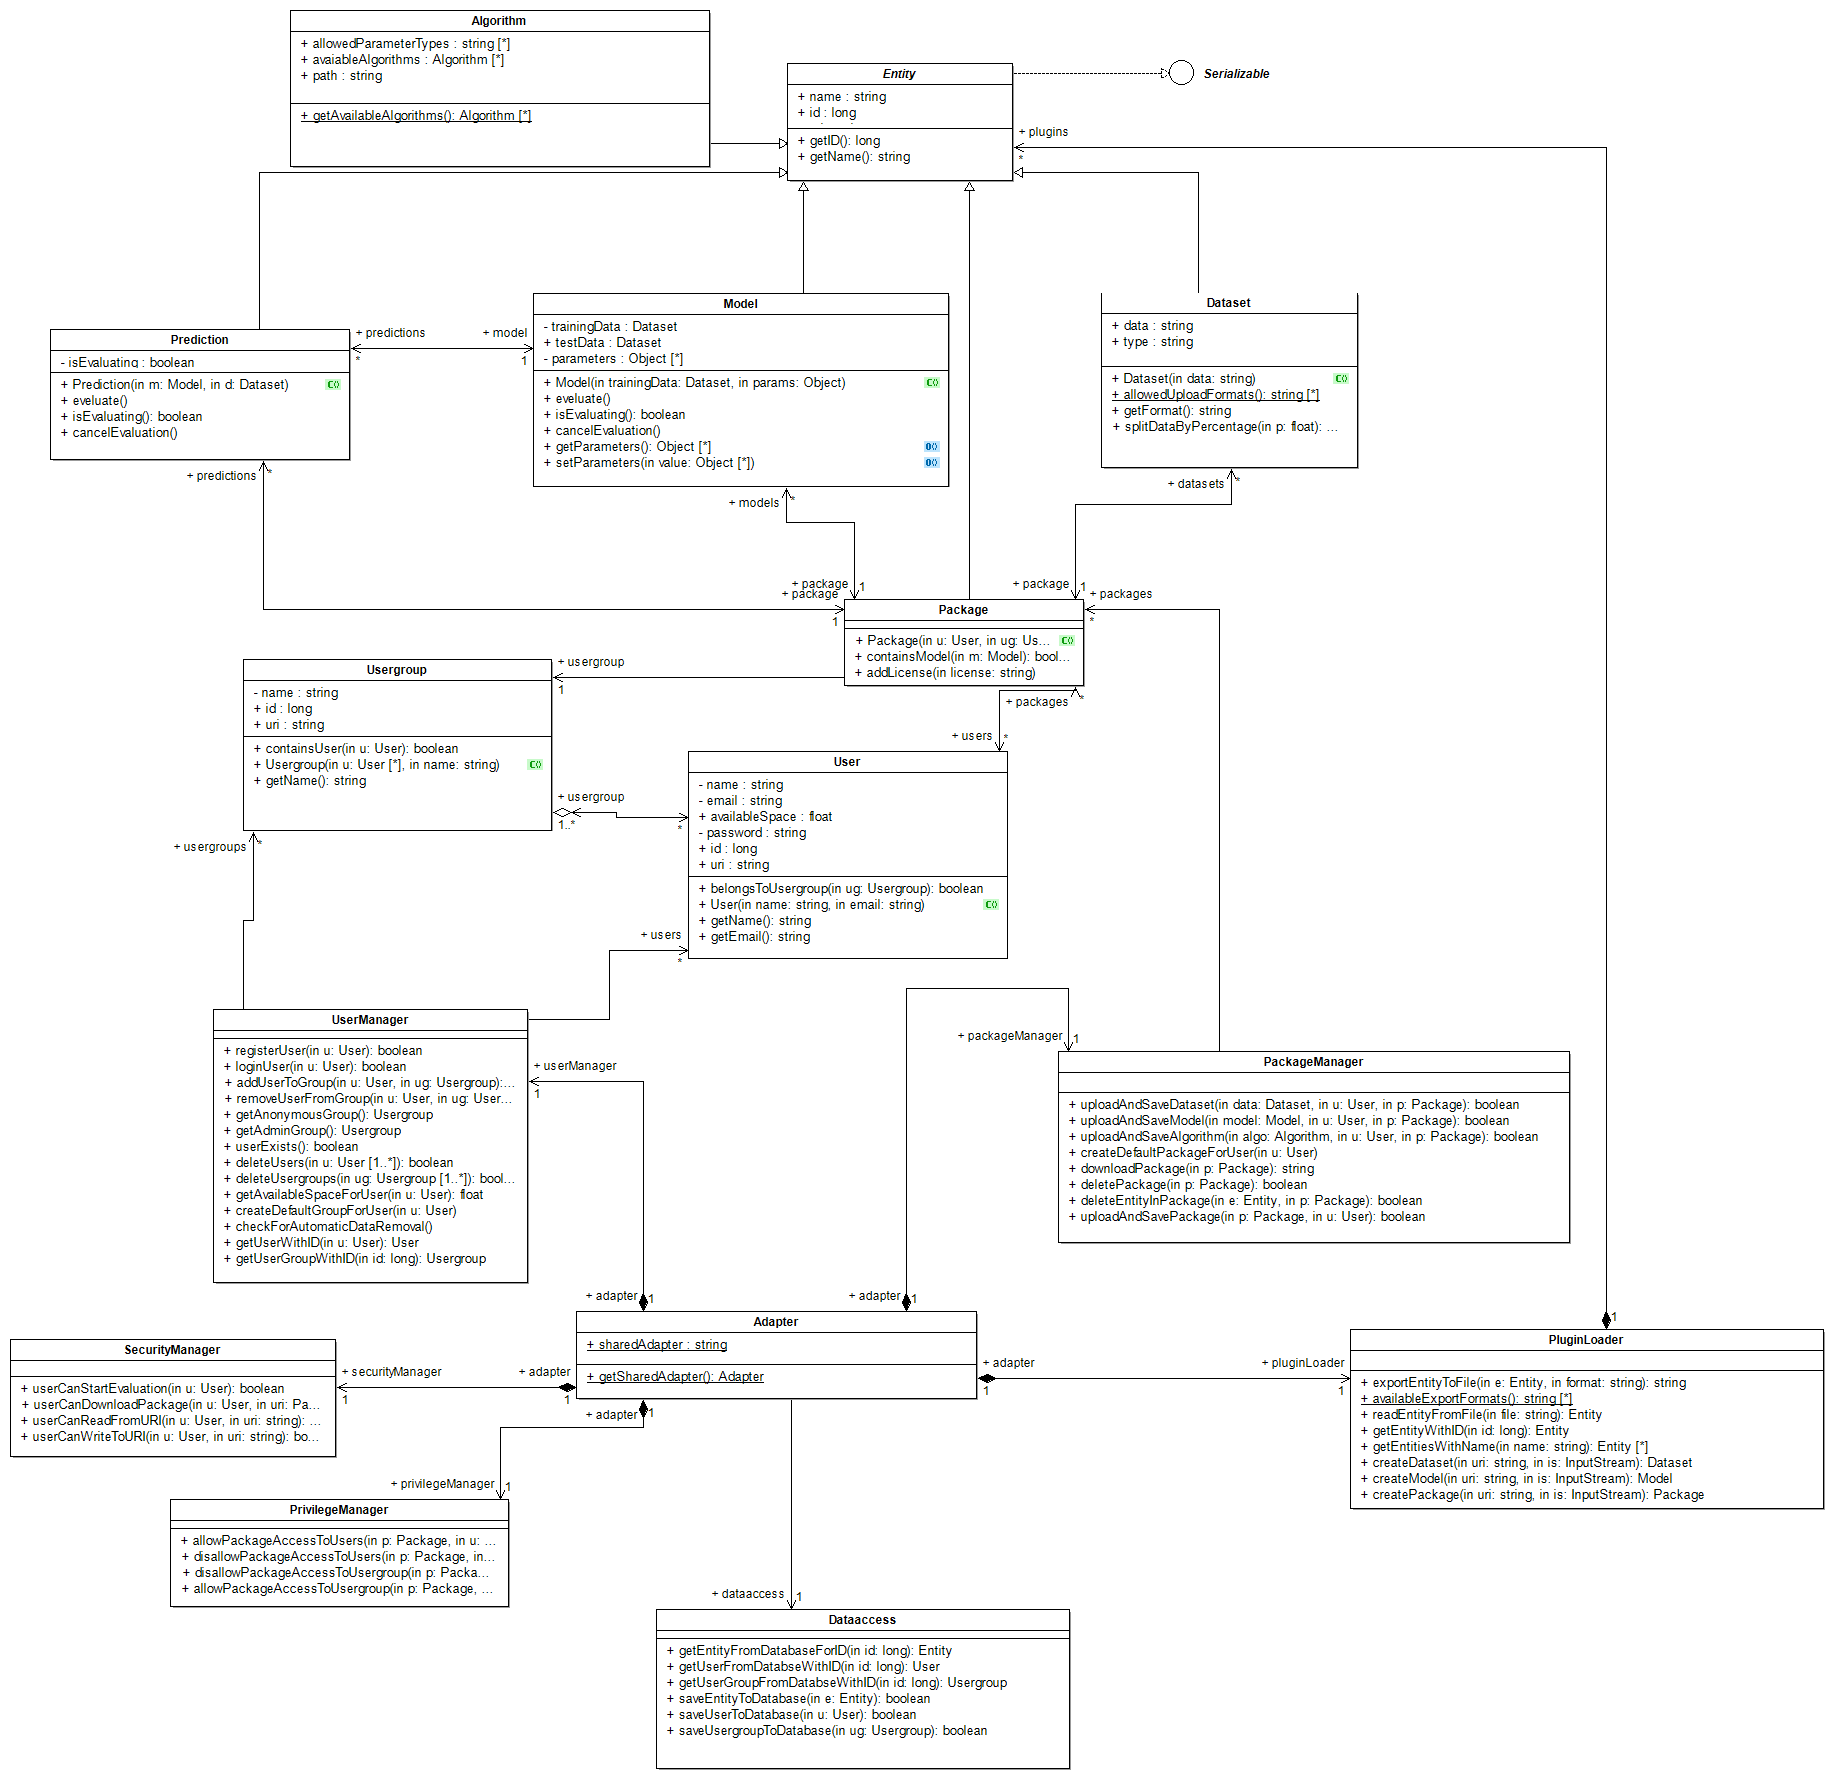 Algorithm
+ allowedParameterTypes : string [*]
+ avaiableAlgorithms : Algorithm [*]
+ path : string
+ getAvailableAlgorithms(): Algorithm [*]
Entity
+ name : string
+ id : long
+ getID(): long
+ getName(): string
Serializable
+ plugins
*
Prediction
- isEvaluating : boolean
+ Prediction(in m: Model, in d: Dataset)
C()
+ eveluate()
+ isEvaluating(): boolean
+ cancelEvaluation()
+ predictions
*
+ model
1
Model
- trainingData : Dataset
+ testData : Dataset
- parameters : Object [*]
+ Model(in trainingData: Dataset, in params: Object)
C()
+ eveluate()
+ isEvaluating(): boolean
+ cancelEvaluation()
+ getParameters(): Object [*]
O()
+ setParameters(in value: Object [*])
O()
Dataset
+ data : string
+ type : string
+ Dataset(in data: string)
C()
+ allowedUploadFormats(): string [*]
+ getFormat(): string
+ splitDataByPercentage(in p: float): ...
+ predictions
*
+ models
*
+ datasets
*
+ package
1
+ package
1
+ package
1
+ packages
*
Package
+ Package(in u: User, in ug: Us...
C()
+ containsModel(in m: Model): bool...
+ addLicense(in license: string)
+ usergroup
1
+ packages
*
+ users
*
Usergroup
- name : string
+ id : long
+ uri : string
+ containsUser(in u: User): boolean
+ Usergroup(in u: User [*], in name: string)
C()
+ getName(): string
+ usergroup
1..*
*
User
- name : string
- email : string
+ availableSpace : float
- password : string
+ id : long
+ uri : string
+ belongsToUsergroup(in ug: Usergroup): boolean
+ User(in name: string, in email: string)
C()
+ getName(): string
+ getEmail(): string
+ usergroups
*
+ users
*
UserManager
+ registerUser(in u: User): boolean
+ loginUser(in u: User): boolean
+ addUserToGroup(in u: User, in ug: Usergroup):...
+ removeUserFromGroup(in u: User, in ug: User...
+ getAnonymousGroup(): Usergroup
+ getAdminGroup(): Usergroup
+ userExists(): boolean
+ deleteUsers(in u: User [1..*]): boolean
+ deleteUsergroups(in ug: Usergroup [1..*]): bool...
+ getAvailableSpaceForUser(in u: User): float
+ createDefaultGroupForUser(in u: User)
+ checkForAutomaticDataRemoval()
+ getUserWithID(in u: User): User
+ getUserGroupWithID(in id: long): Usergroup
+ userManager
1
+ packageManager
1
PackageManager
+ uploadAndSaveDataset(in data: Dataset, in u: User, in p: Package): boolean
+ uploadAndSaveModel(in model: Model, in u: User, in p: Package): boolean
+ uploadAndSaveAlgorithm(in algo: Algorithm, in u: User, in p: Package): boolean
+ createDefaultPackageForUser(in u: User)
+ downloadPackage(in p: Package): string
+ deletePackage(in p: Package): boolean
+ deleteEntityInPackage(in e: Entity, in p: Package): boolean
+ uploadAndSavePackage(in p: Package, in u: User): boolean
+ adapter
1
+ adapter
1
Adapter
+ sharedAdapter : string
+ getSharedAdapter(): Adapter
SecurityManager
+ userCanStartEvaluation(in u: User): boolean
+ userCanDownloadPackage(in u: User, in uri: Pa...
+ userCanReadFromURI(in u: User, in uri: string): ...
+ userCanWriteToURI(in u: User, in uri: string): bo...
+ securityManager
1
+ adapter
1
+ adapter
1
+ pluginLoader
1
1
PluginLoader
+ exportEntityToFile(in e: Entity, in format: string): string
+ availableExportFormats(): string [*]
+ readEntityFromFile(in file: string): Entity
+ getEntityWithID(in id: long): Entity
+ getEntitiesWithName(in name: string): Entity [*]
+ createDataset(in uri: string, in is: InputStream): Dataset
+ createModel(in uri: string, in is: InputStream): Model
+ createPackage(in uri: string, in is: InputStream): Package
+ adapter
1
+ privilegeManager
1
PrivilegeManager
+ allowPackageAccessToUsers(in p: Package, in u: ...
+ disallowPackageAccessToUsers(in p: Package, in...
+ disallowPackageAccessToUsergroup(in p: Packa...
+ allowPackageAccessToUsergroup(in p: Package, ...
+ dataaccess
1
Dataaccess
+ getEntityFromDatabaseForID(in id: long): Entity
+ getUserFromDatabseWithID(in id: long): User
+ getUserGroupFromDatabseWithID(in id: long): Usergroup
+ saveEntityToDatabase(in e: Entity): boolean
+ saveUserToDatabase(in u: User): boolean
+ saveUsergroupToDatabase(in ug: Usergroup): boolean